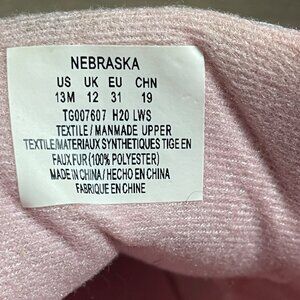 NEBRASKA
US UK EU CHN
13M 12 31 19
TG007607 H20 LWS
TEXTILE / MANMADE UPPER
TEXTILE/MATERIAUX SYNTHETIQUES TIGE EN
FAUX FUR (100% POLYESTER)
MADE IN CHINA / HECHO EN CHINA
FABRIQUE EN CHINE